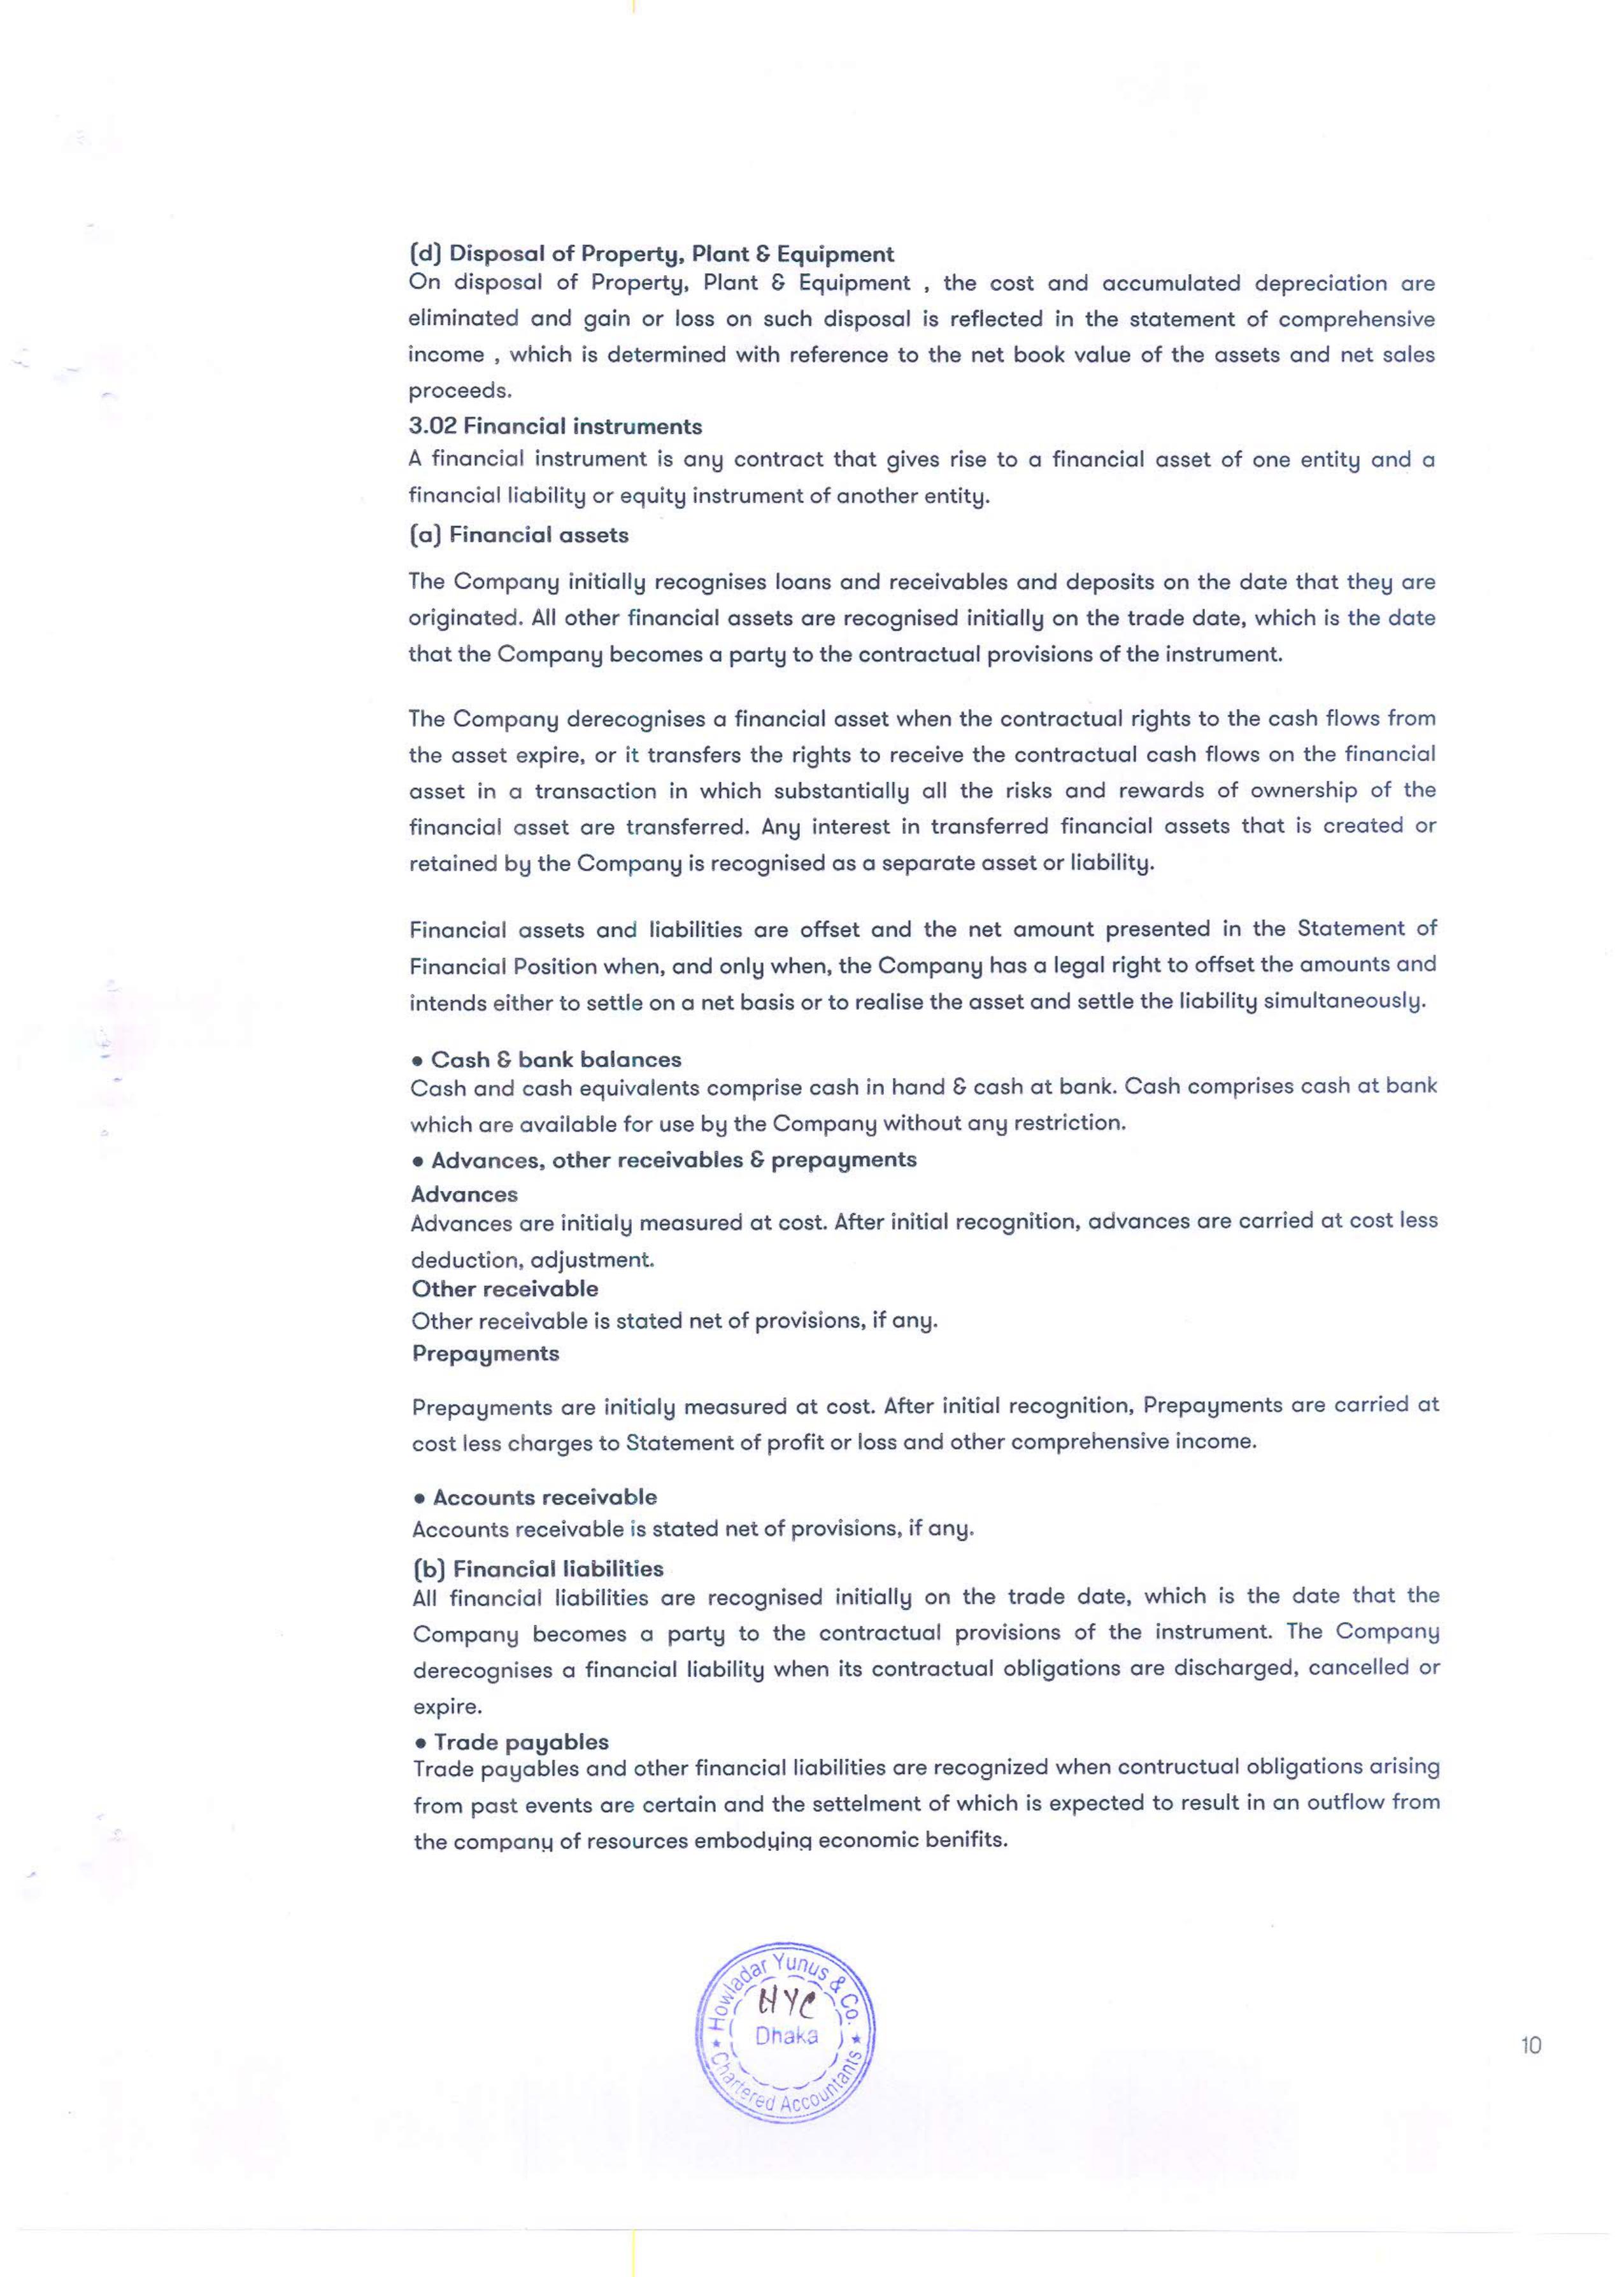 (d) Disposal of Property, Plant & Equipment
On disposal of Property, Plant & Equipment , the cost and accumulated depreciation are
eliminated and gain or loss on such disposal is reflected in the statement of comprehensive
income , which is determined with reference to the net book value of the assets and net sales
proceeds.
3.02 Financial instruments
A financial instrument is any contract that gives rise to a financial asset of one entity and a
financial liability or equity instrument of another entity.
(a) Financial assets
The Company initially recognises loans and receivables and deposits on the date that they are
originated. All other financial assets are recognised initially on the trade date, which is the date
that the Company becomes a party to the contractual provisions of the instrument.
The Company derecognises a financial asset when the contractual rights to the cash flows from
the asset expire, or it transfers the rights to receive the contractual cash flows on the financial
asset in a transaction in which substantially all the risks and rewards of ownership of the
financial asset are transferred. Any interest in transferred financial assets that is created or
retained by the Company is recognised as a separate asset or liability.
Financial assets and liabilities are offset and the net amount presented in the Statement of
Financial Position when, and only when, the Company has a legal right to offset the amounts and
intends either to settle on a net basis or to realise the asset and settle the liability simultaneously.
• Cash & bank balances
Cash and cash equivalents comprise cash in hand & cash at bank. Cash comprises cash at bank
which are available for use by the Company without any restriction.
• Advances, other receivables & prepayments
Advances
Advances are initialy measured at cost. After initial recognition, advances are carried at cost less
deduction, adjustment.
Other receivable
Other receivable is stated net of provisions, if any.
Prepayments
Prepayments are initialy measured at cost. After initial recognition, Prepayments are carried at
cost less charges to Statement of profit or loss and other comprehensive income.
• Accounts receivable
Accounts receivable is stated net of provisions, if any.
(b) Financial liabilities
All financial liabilities are recognised initially on the trade date, which is the date that the
Company becomes a party to the contractual provisions of the instrument. The Company
derecognises a financial liability when its contractual obligations are discharged, cancelled or
expire.
• Trade payables
Trade payables and other financial liabilities are recognized when contructual obligations arising
from past events are certain and the settelment of which is expected to result in an outflow from
the company of resources embodying economic benifits.
Howladar Yunus & Co.
HYC
Dhaka
★ Chartered Accountants ★
10